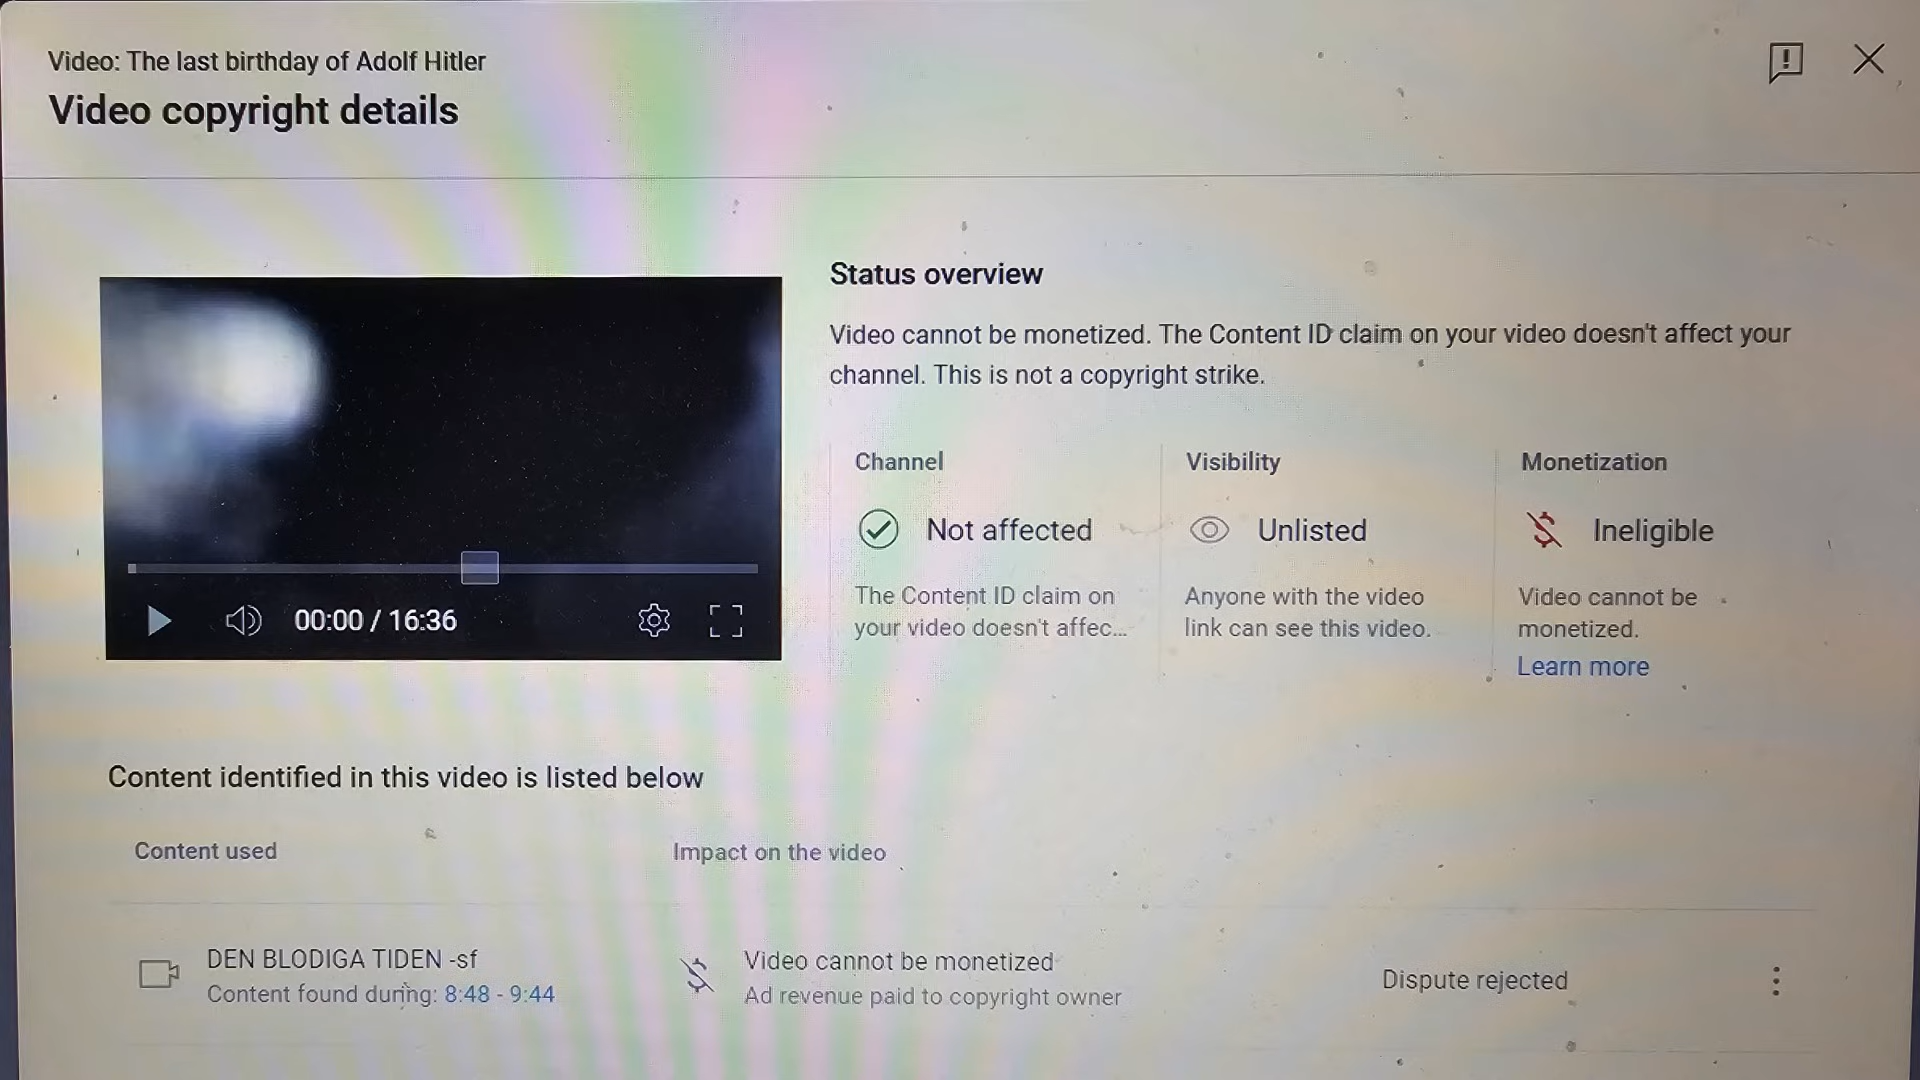 Video: The last birthday of Adolf Hitler
Video copyright details
Status overview
Video cannot be monetized. The Content ID claim on your video doesn't affect your
channel. This is not a copyright strike.
Channel
Not affected
The Content ID claim on
your video doesn't affec...
Visibility
Unlisted
Anyone with the video
link can see this video.
Monetization
Ineligible
Video cannot be
monetized.
Learn more
00:00 / 16:36
Content identified in this video is listed below
Content used
Impact on the video
DEN BLODIGA TIDEN -sf
Content found during: 8:48 - 9:44
Video cannot be monetized
Ad revenue paid to copyright owner
Dispute rejected